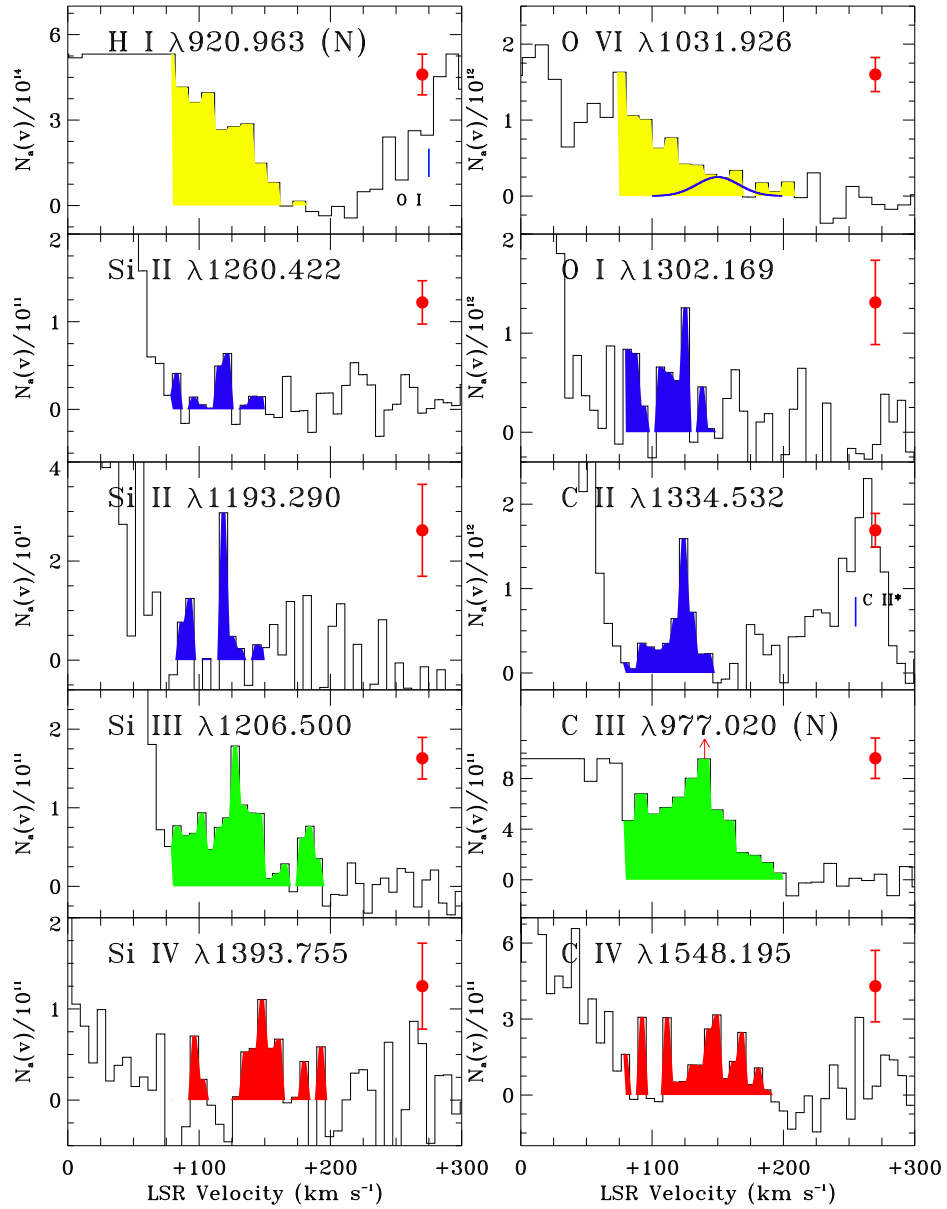 H I λ920.963 (N)
6
3
0
Nₐ(v)/10¹⁴
O I
O VI λ1031.926
2
1
0
Nₐ(v)/10¹²
Si II λ1260.422
2
1
0
Nₐ(v)/10¹¹
O I λ1302.169
2
1
0
Nₐ(v)/10¹²
Si II λ1193.290
4
2
0
Nₐ(v)/10¹¹
C II λ1334.532
2
1
0
Nₐ(v)/10¹²
C II*
Si III λ1206.500
2
1
0
Nₐ(v)/10¹¹
C III λ977.020 (N)
8
4
0
Nₐ(v)/10¹¹
Si IV λ1393.755
2
1
0
Nₐ(v)/10¹¹
C IV λ1548.195
6
3
0
Nₐ(v)/10¹¹
0 +100 +200 +300
LSR Velocity (km s⁻¹)
0 +100 +200 +300
LSR Velocity (km s⁻¹)